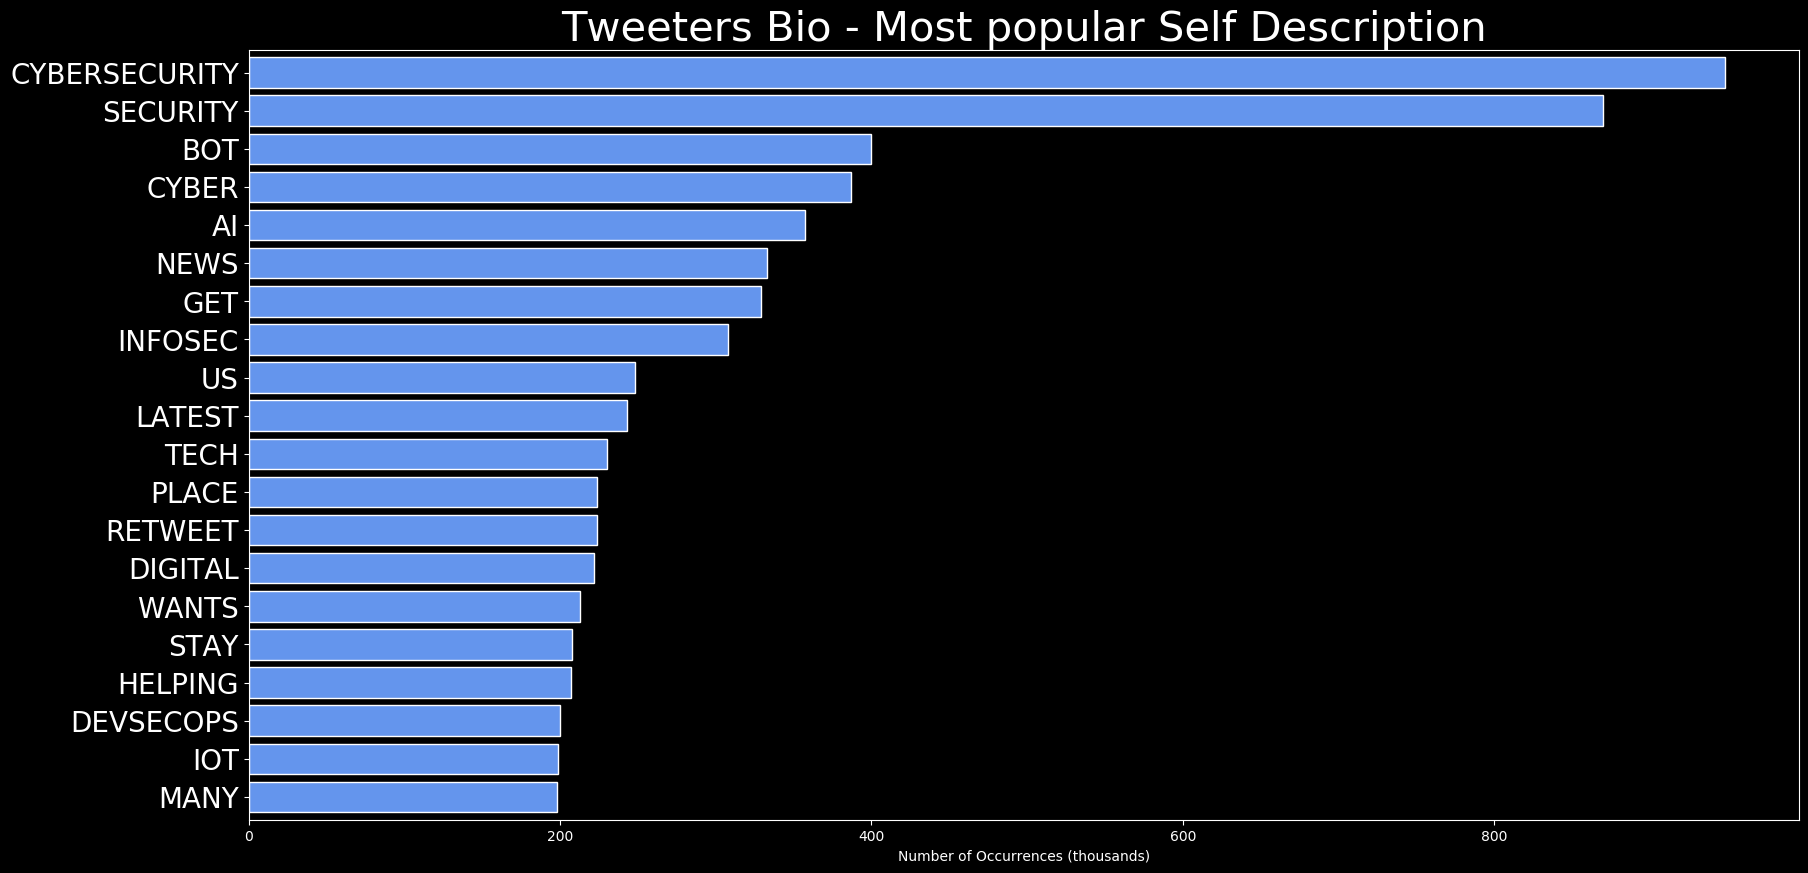 Tweeters Bio - Most popular Self Description
CYBERSECURITY
SECURITY
BOT
CYBER
AI
NEWS
GET
INFOSEC
US
LATEST
TECH
PLACE
RETWEET
DIGITAL
WANTS
STAY
HELPING
DEVSECOPS
IOT
MANY
0 200 400 600 800
Number of Occurrences (thousands)